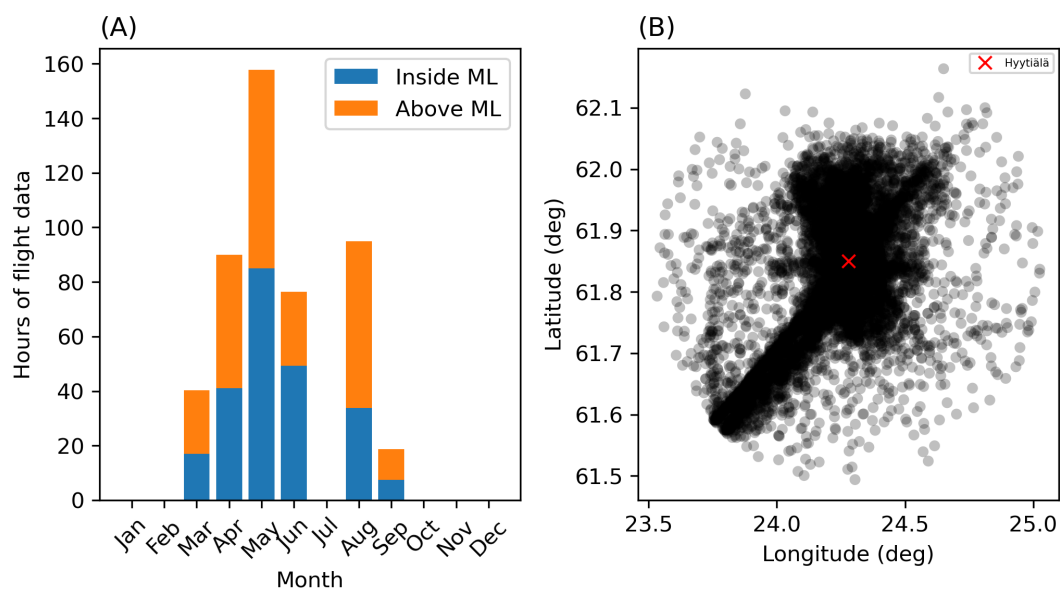 (A)
160
140
120
100
80
60
40
20
0
Hours of flight data
Inside ML
Above ML
Jan
Feb
Mar
Apr
May
Jun
Jul
Aug
Sep
Oct
Nov
Dec
Month
(B)
Hyytiälä
62.1
62.0
61.9
61.8
61.7
61.6
61.5
Latitude (deg)
23.5
24.0
24.5
25.0
Longitude (deg)